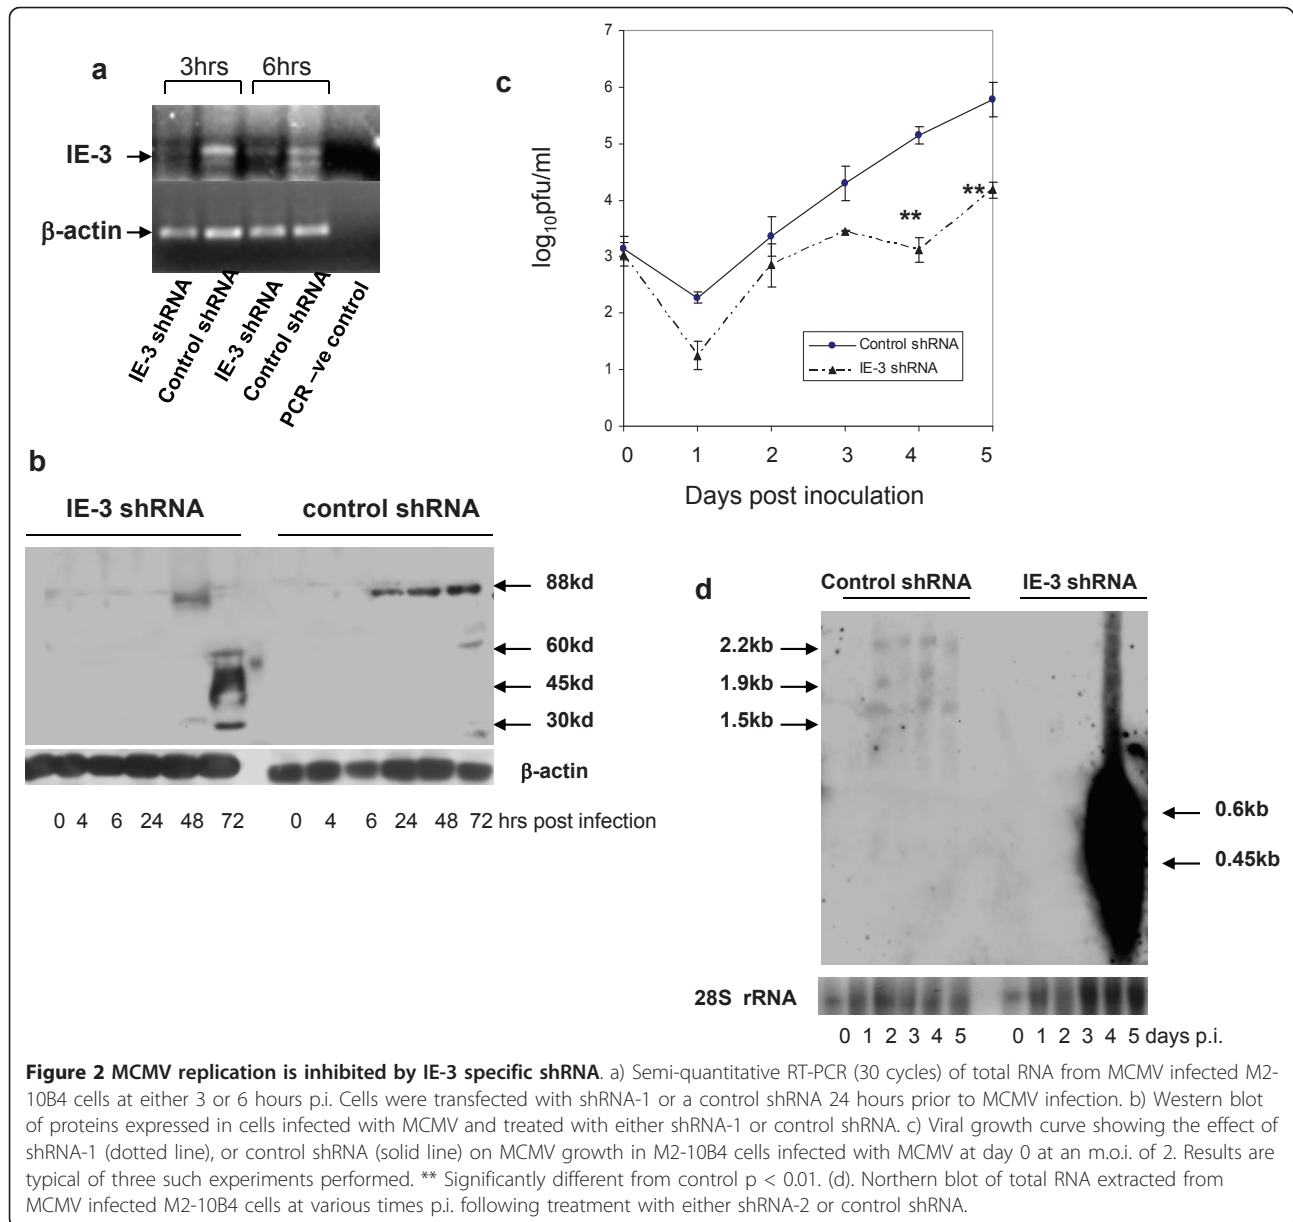 a
3hrs 6hrs
IE-3
β-actin
IE-3 shRNA
Control shRNA
IE-3 shRNA
Control shRNA
PCR –ve control
c
7
6
5
4
3
2
1
0
log10pfu/ml
**
**
Control shRNA
IE-3 shRNA
0 1 2 3 4 5
Days post inoculation
b
IE-3 shRNA control shRNA
88kd
60kd
45kd
30kd
β-actin
0 4 6 24 48 72 0 4 6 24 48 72 hrs post infection
d
Control shRNA IE-3 shRNA
2.2kb
1.9kb
1.5kb
0.6kb
0.45kb
28S rRNA
0 1 2 3 4 5 0 1 2 3 4 5 days p.i.
Figure 2 MCMV replication is inhibited by IE-3 specific shRNA. a) Semi-quantitative RT-PCR (30 cycles) of total RNA from MCMV infected M2-
10B4 cells at either 3 or 6 hours p.i. Cells were transfected with shRNA-1 or a control shRNA 24 hours prior to MCMV infection. b) Western blot
of proteins expressed in cells infected with MCMV and treated with either shRNA-1 or control shRNA. c) Viral growth curve showing the effect of
shRNA-1 (dotted line), or control shRNA (solid line) on MCMV growth in M2-10B4 cells infected with MCMV at day 0 at an m.o.i. of 2. Results are
typical of three such experiments performed. ** Significantly different from control p < 0.01. (d). Northern blot of total RNA extracted from
MCMV infected M2-10B4 cells at various times p.i. following treatment with either shRNA-2 or control shRNA.